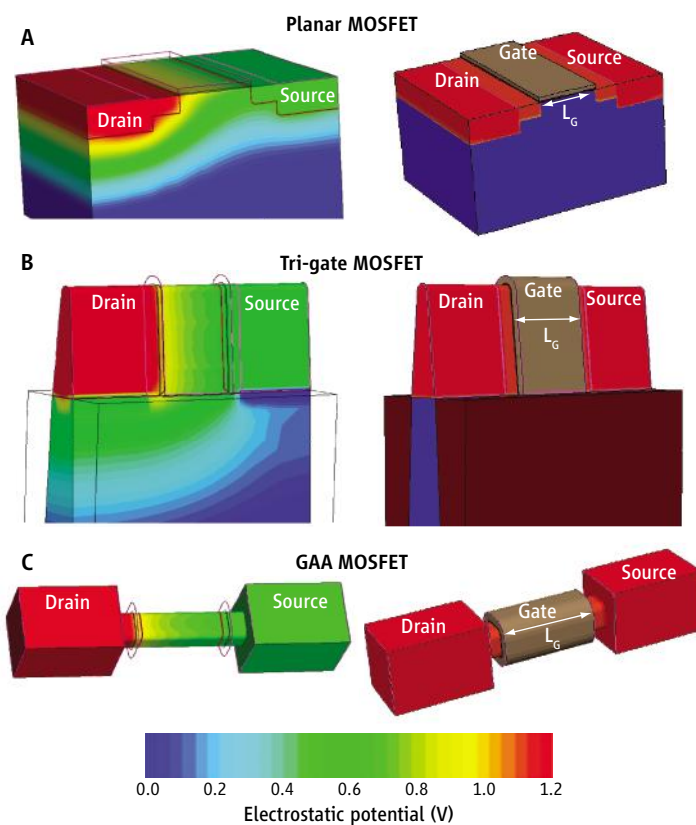 Planar MOSFET
A
Drain
Source
Drain
Gate
Source
LG
B
Tri-gate MOSFET
Drain
Source
Drain
Gate
Source
LG
C
GAA MOSFET
Drain
Source
Drain
Gate
Source
LG
0.0 0.2 0.4 0.6 0.8 1.0 1.2
Electrostatic potential (V)